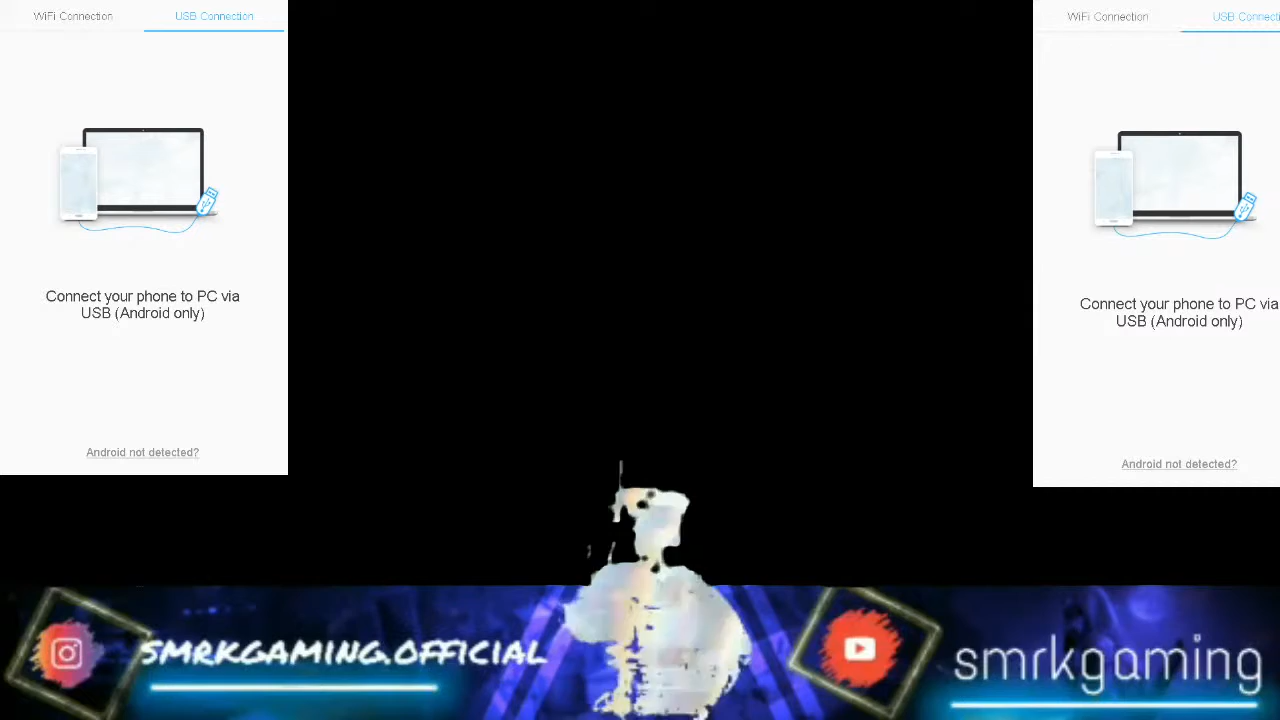 WiFi Connection
USB Connection
Connect your phone to PC via
USB (Android only)
Android not detected?
WiFi Connection
USB Connecti
Connect your phone to PC via
USB (Android only)
Android not detected?
SMRKGAMING.OFFICIAL
smrkgaming